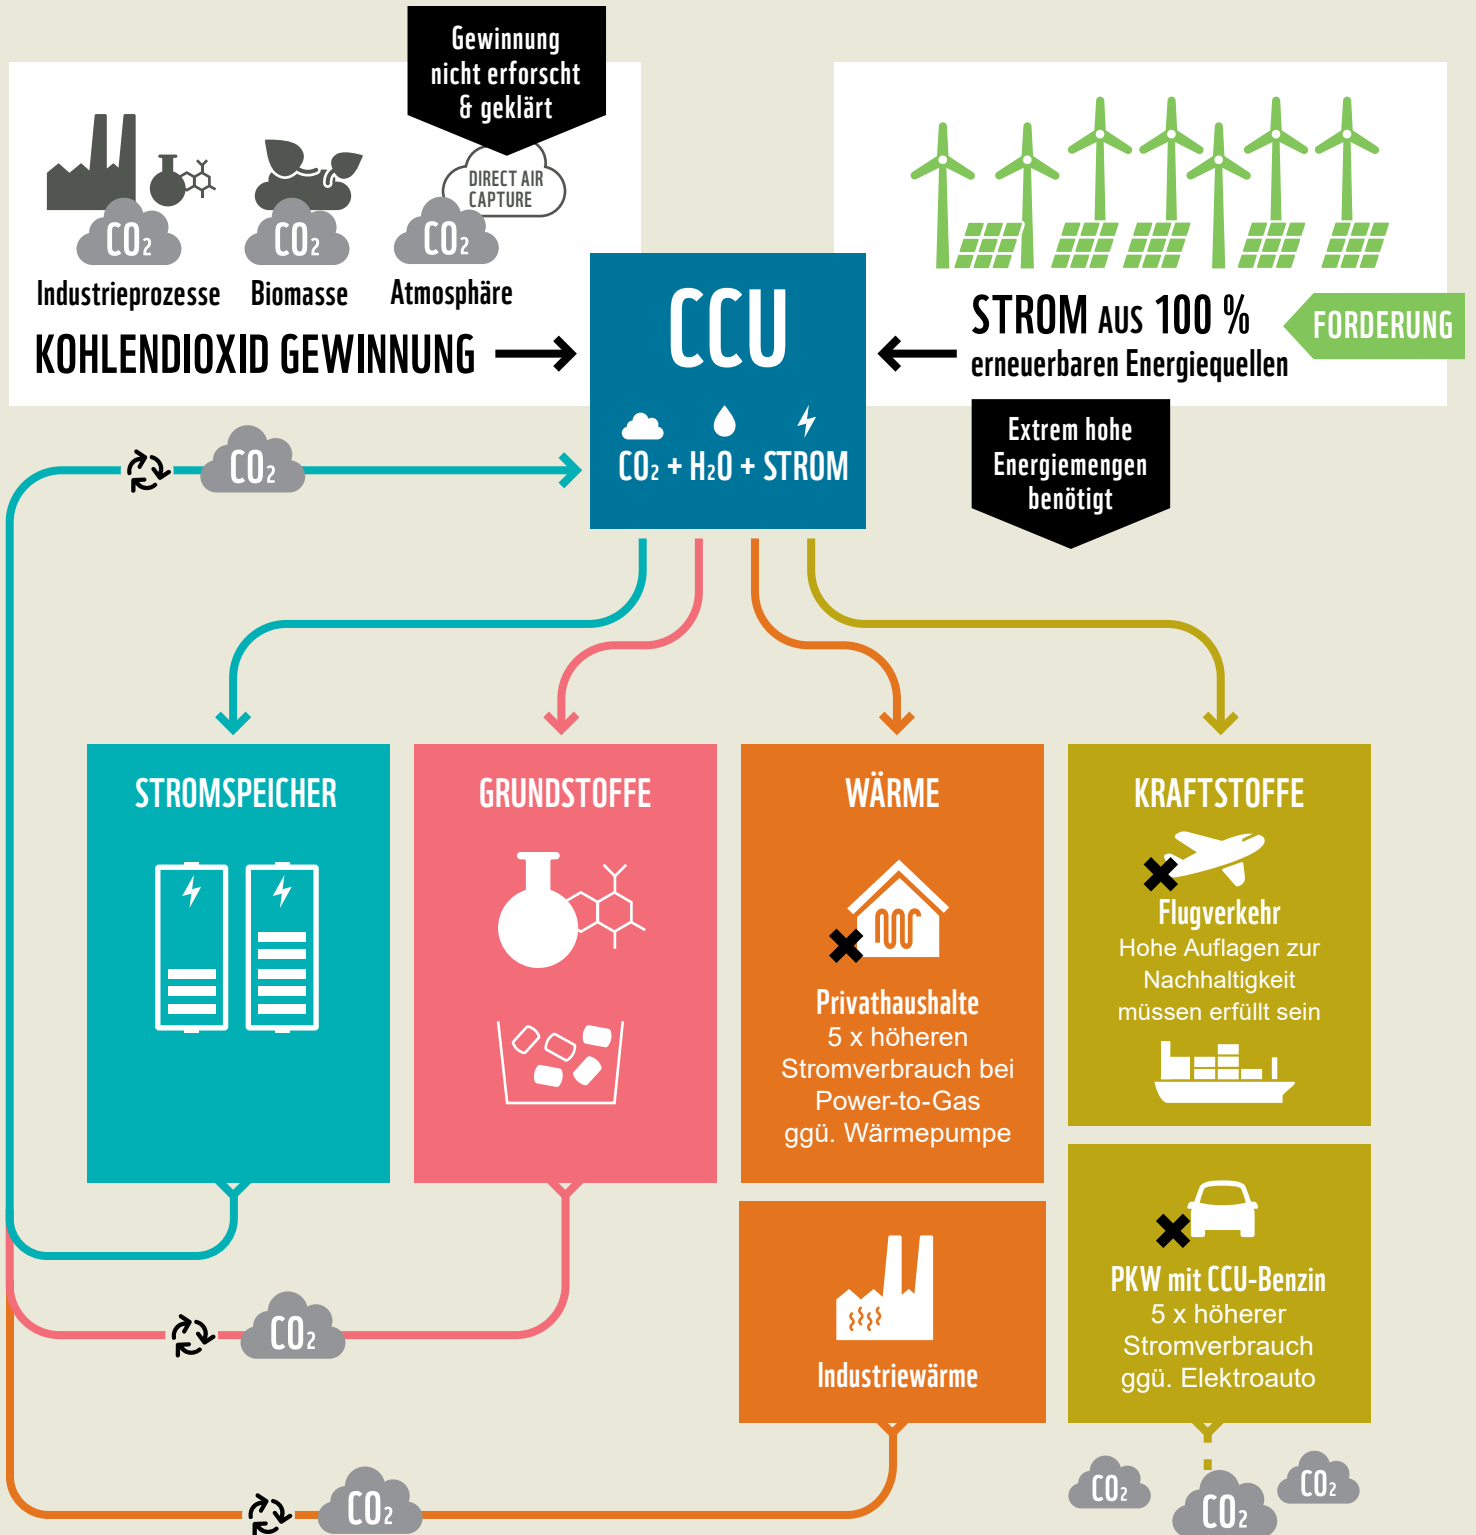 Gewinnung
nicht erforscht
& geklärt
DIRECT AIR
CAPTURE
CO₂
CO₂
CO₂
Industrieprozesse
Biomasse
Atmosphäre
KOHLENDIOXID GEWINNUNG
CCU
CO₂ + H₂O + STROM
STROM AUS 100 %
erneuerbaren Energiequellen
FORDERUNG
Extrem hohe
Energiemengen
benötigt
CO₂
STROMSPEICHER
GRUNDSTOFFE
WÄRME
Privathaushalte
5 x höheren
Stromverbrauch bei
Power-to-Gas
ggü. Wärmepumpe
Industriewärme
KRAFTSTOFFE
Flugverkehr
Hohe Auflagen zur
Nachhaltigkeit
müssen erfüllt sein
PKW mit CCU-Benzin
5 x höherer
Stromverbrauch
ggü. Elektroauto
CO₂
CO₂
CO₂
CO₂
CO₂